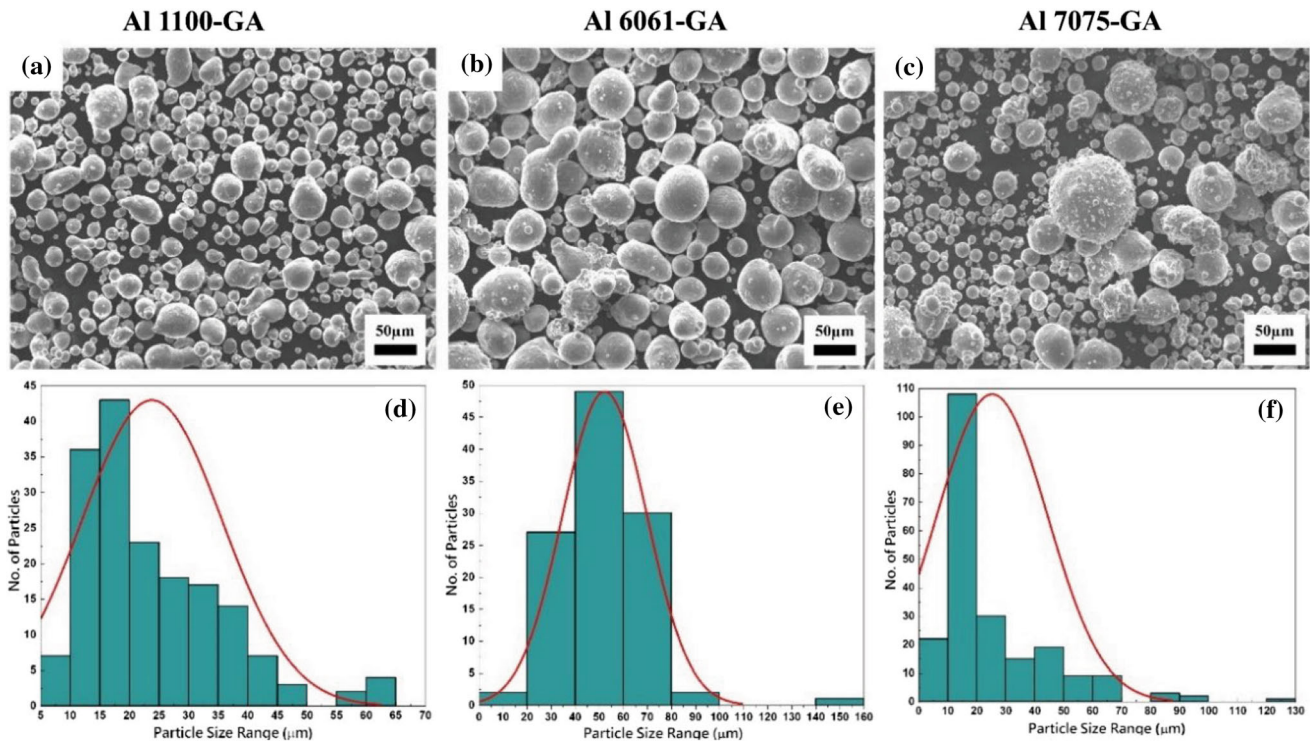 Al 1100-GA
Al 6061-GA
Al 7075-GA
(a)
(b)
(c)
50μm
50μm
50μm
(d)
45
40
35
30
25
20
15
10
5
0
No. of Particles
5 10 15 20 25 30 35 40 45 50 55 60 65 70
Particle Size Range (μm)
(e)
50
45
40
35
30
25
20
15
10
5
0
No. of Particles
0 10 20 30 40 50 60 70 80 90 100 110 120 130 140 150 160
Particle Size Range (μm)
(f)
110
100
90
80
70
60
50
40
30
20
10
0
No. of Particles
0 10 20 30 40 50 60 70 80 90 100 110 120 130
Particle Size Range (μm)